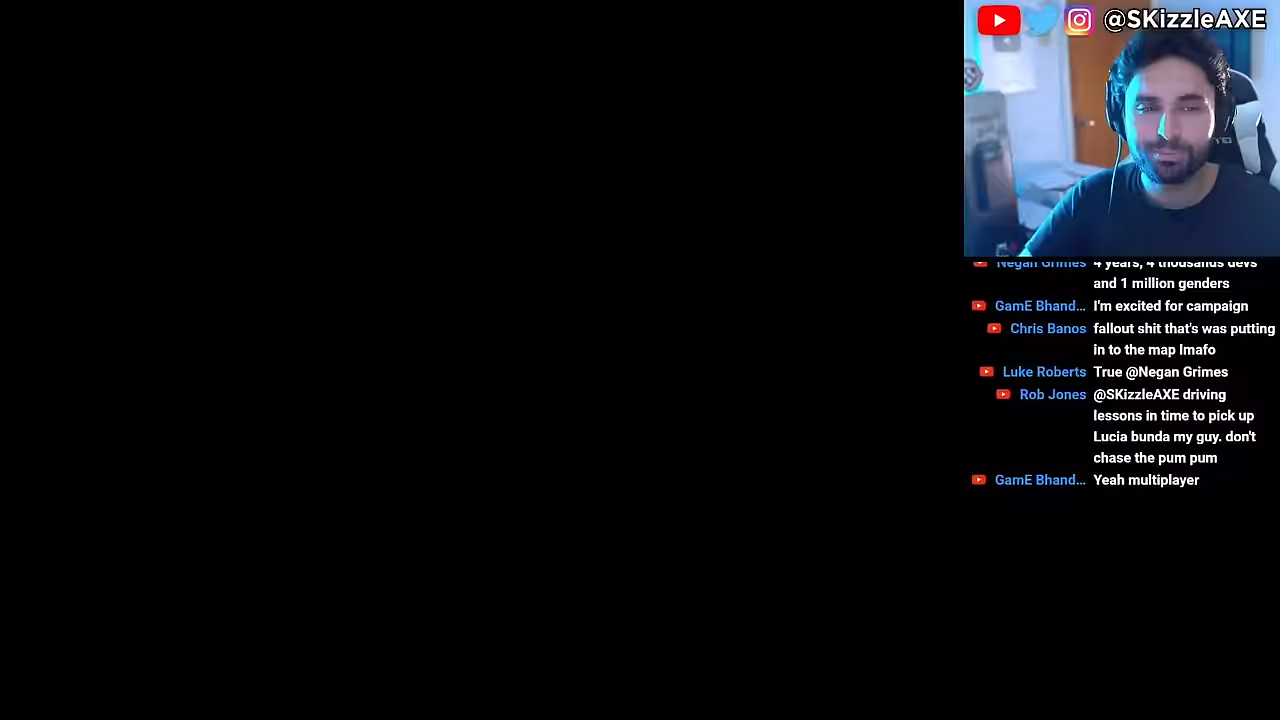 @SKizzleAXE
Negan Grimes 4 years, 4 thousands devs
and 1 million genders
GamE Bhand... I'm excited for campaign
Chris Banos fallout shit that's was putting
in to the map lmafo
Luke Roberts True @Negan Grimes
Rob Jones @SKizzleAXE driving
lessons in time to pick up
Lucia bunda my guy. don't
chase the pum pum
GamE Bhand... Yeah multiplayer